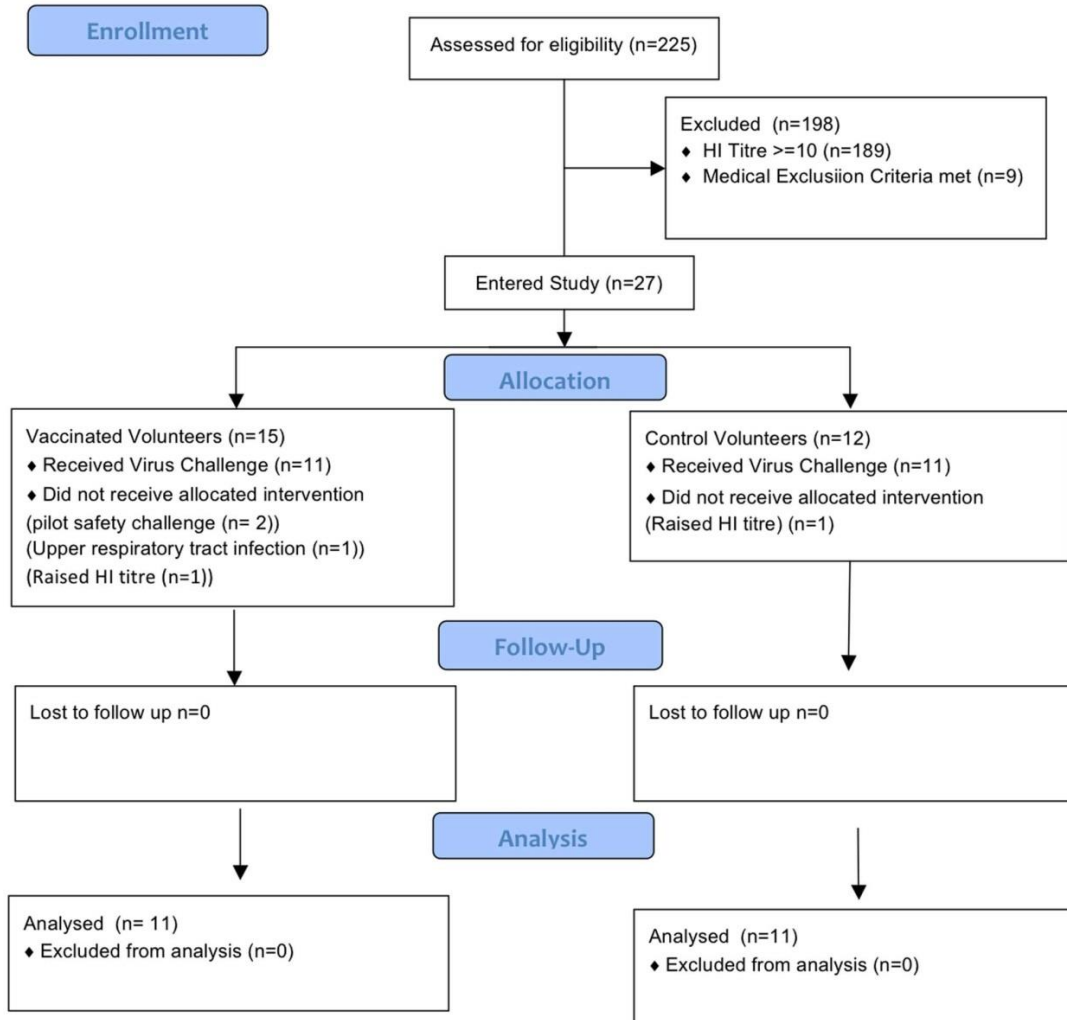 Enrollment
Assessed for eligibility (n=225)
Excluded (n=198)
♦ HI Titre >=10 (n=189)
♦ Medical Exclusiion Criteria met (n=9)
Entered Study (n=27)
Allocation
Vaccinated Volunteers (n=15)
♦ Received Virus Challenge (n=11)
♦ Did not receive allocated intervention
(pilot safety challenge (n= 2))
(Upper respiratory tract infection (n=1))
(Raised HI titre (n=1))
Control Volunteers (n=12)
♦ Received Virus Challenge (n=11)
♦ Did not receive allocated intervention
(Raised HI titre) (n=1)
Follow-Up
Lost to follow up n=0
Lost to follow up n=0
Analysis
Analysed (n= 11)
♦ Excluded from analysis (n=0)
Analysed (n=11)
♦ Excluded from analysis (n=0)